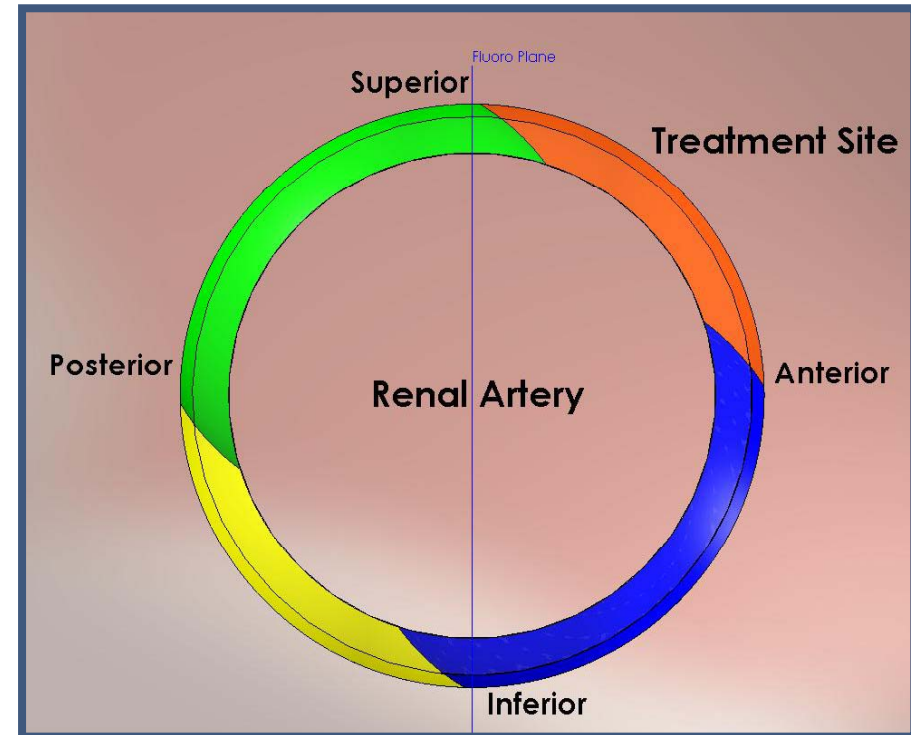 Fluoro Plane
Superior
Treatment Site
Posterior
Renal Artery
Anterior
Inferior